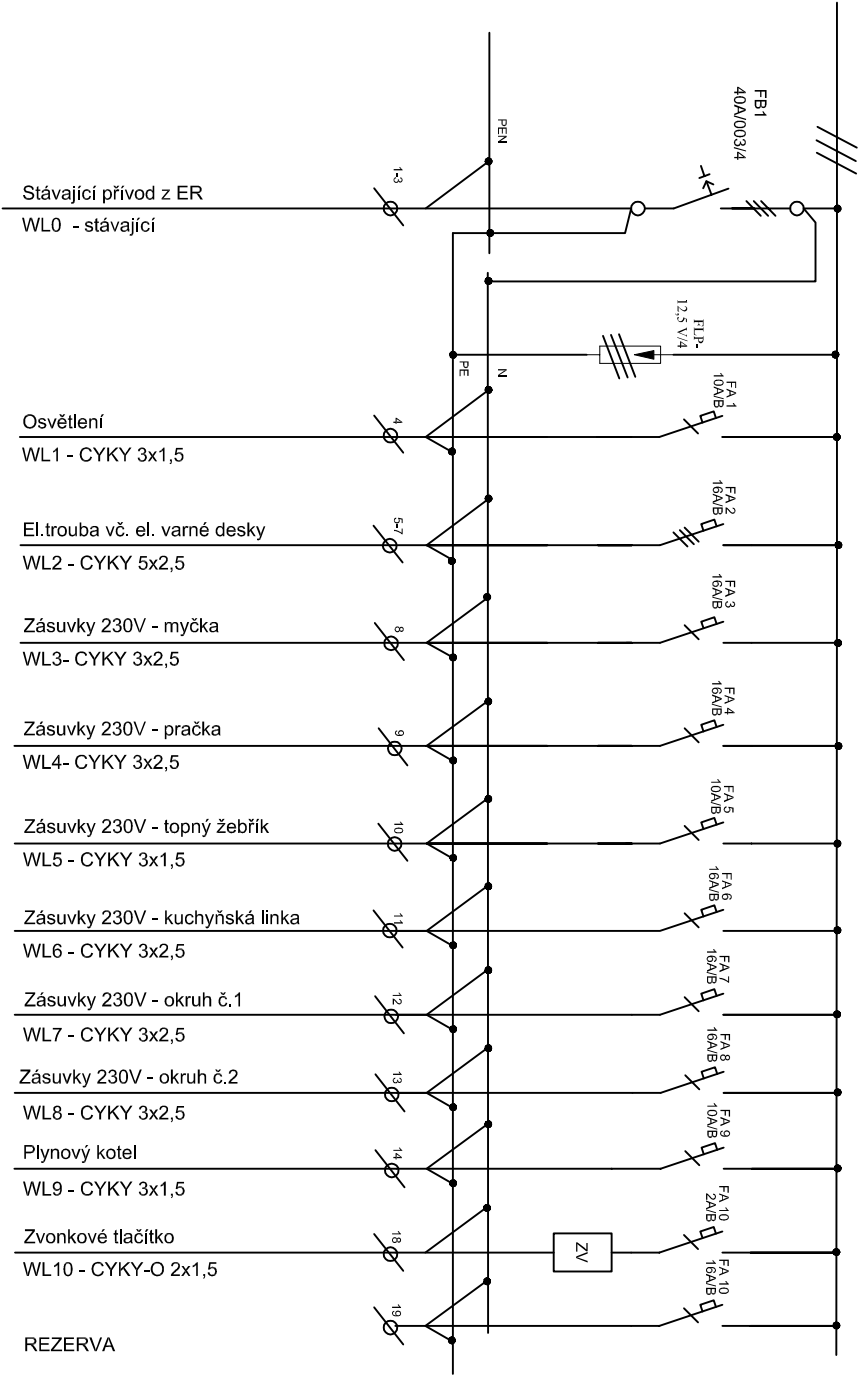 FB1
40A/003/4
PEN
1-3
Stávající přívod z ER
WL0 - stávající
FLP-
12,5 V/4
PE
N
FA 1
10A/B
4
Osvětlení
WL1 - CYKY 3x1,5
FA 2
16A/B
5-7
El.trouba vč. el. varné desky
WL2 - CYKY 5x2,5
FA 3
16A/B
8
Zásuvky 230V - myčka
WL3- CYKY 3x2,5
FA 4
16A/B
9
Zásuvky 230V - pračka
WL4- CYKY 3x2,5
FA 5
10A/B
10
Zásuvky 230V - topný žebřík
WL5 - CYKY 3x1,5
FA 6
16A/B
11
Zásuvky 230V - kuchyňská linka
WL6 - CYKY 3x2,5
FA 7
16A/B
12
Zásuvky 230V - okruh č.1
WL7 - CYKY 3x2,5
FA 8
16A/B
13
Zásuvky 230V - okruh č.2
WL8 - CYKY 3x2,5
FA 9
10A/B
14
Plynový kotel
WL9 - CYKY 3x1,5
FA 10
2A/B
ZV
18
Zvonkové tlačítko
WL10 - CYKY-O 2x1,5
FA 10
16A/B
19
REZERVA